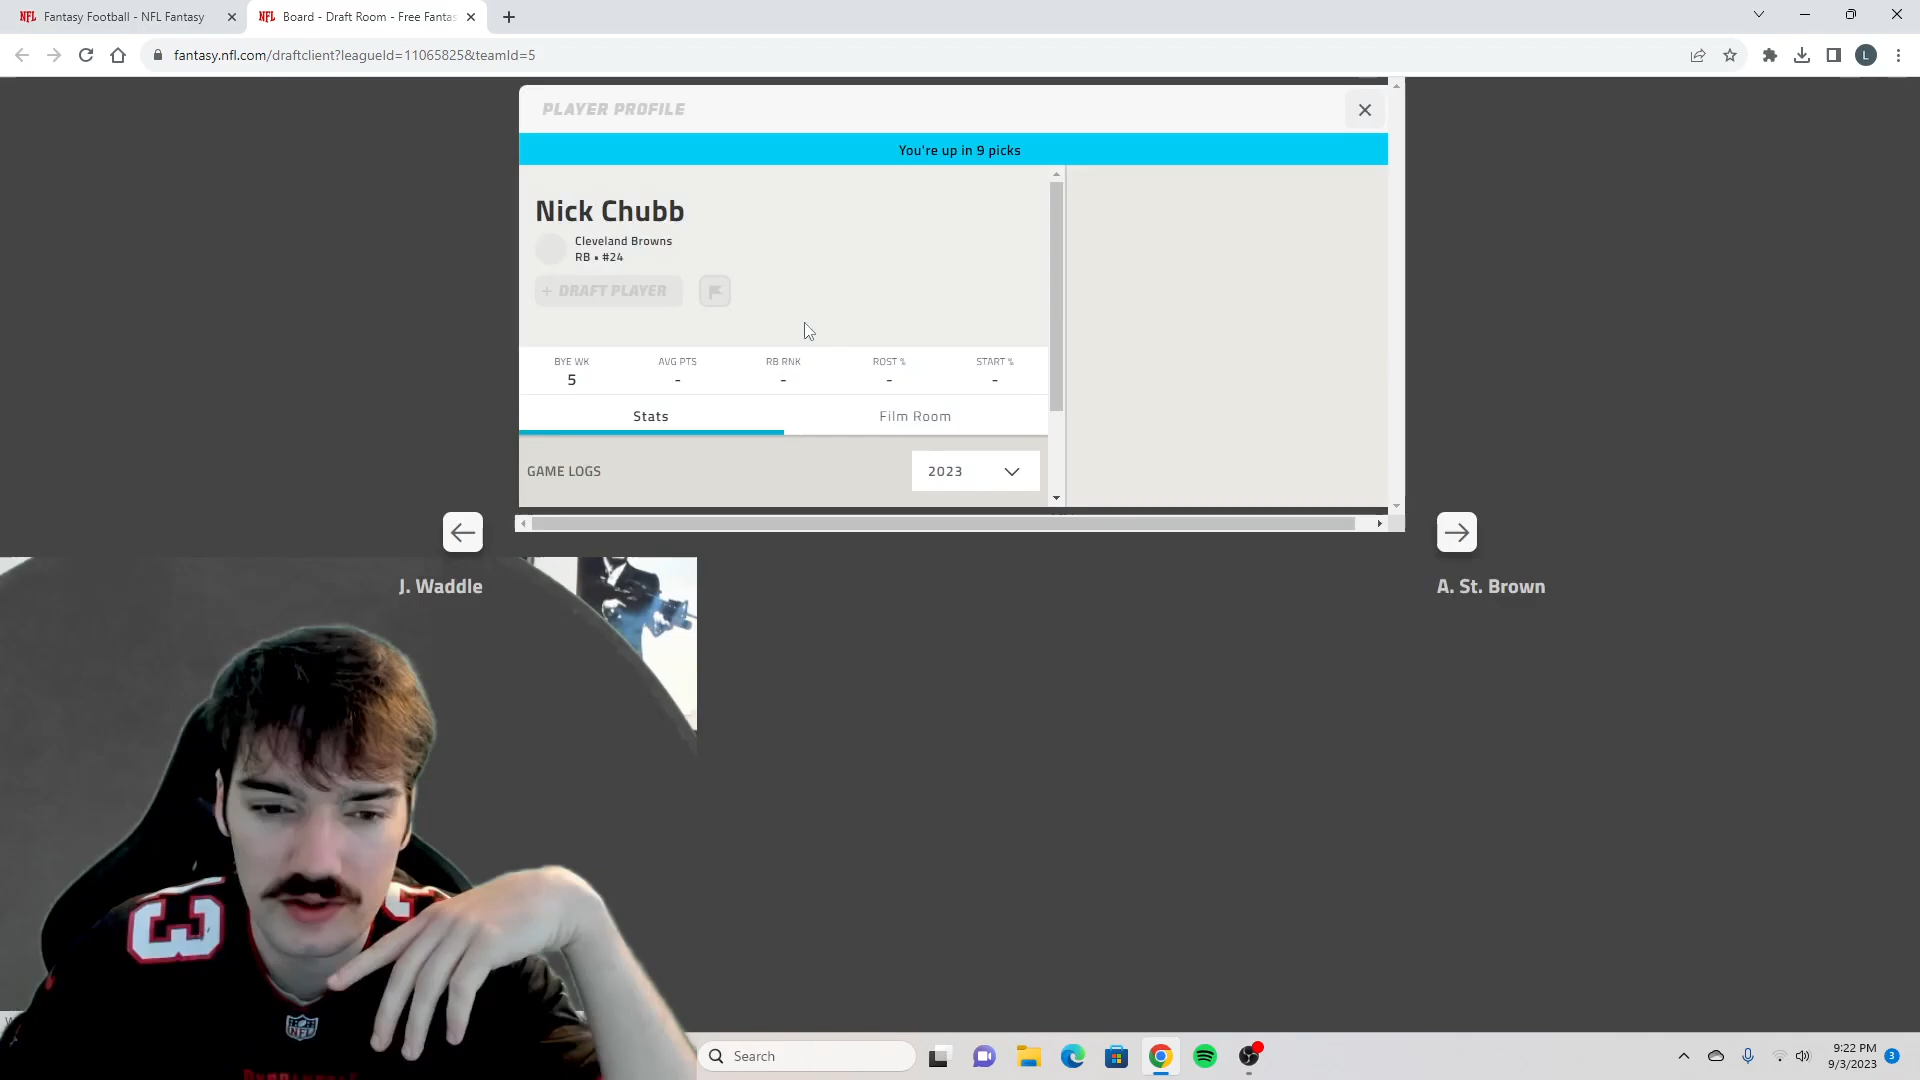 Fantasy Football - NFL Fantasy
Board - Draft Room - Free Fantas
fantasy.nfl.com/draftclient?leagueId=11065825&teamId=5
L
PLAYER PROFILE
You're up in 9 picks
Nick Chubb
Cleveland Browns
RB • #24
+ DRAFT PLAYER
BYE WK AVG PTS RB RNK ROST % START %
5 - - - -
Stats Film Room
GAME LOGS 2023
J. Waddle A. St. Brown
3
NFL
Search
9:22 PM
9/3/2023
3